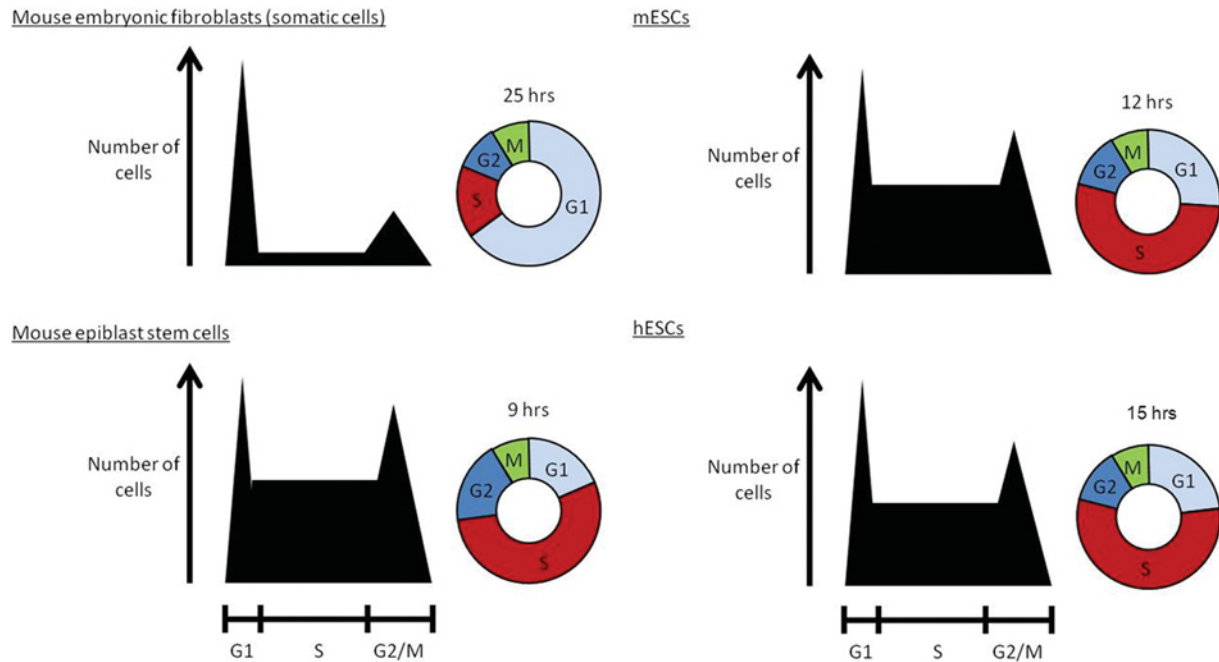 Mouse embryonic fibroblasts (somatic cells)
Number of
cells
25 hrs
M
G2
S
G1
mESCs
Number of
cells
12 hrs
M
G2
G1
S
Mouse epiblast stem cells
Number of
cells
9 hrs
M
G1
G2
S
G1
S
G2/M
hESCs
Number of
cells
15 hrs
M
G2
G1
S
G1
S
G2/M